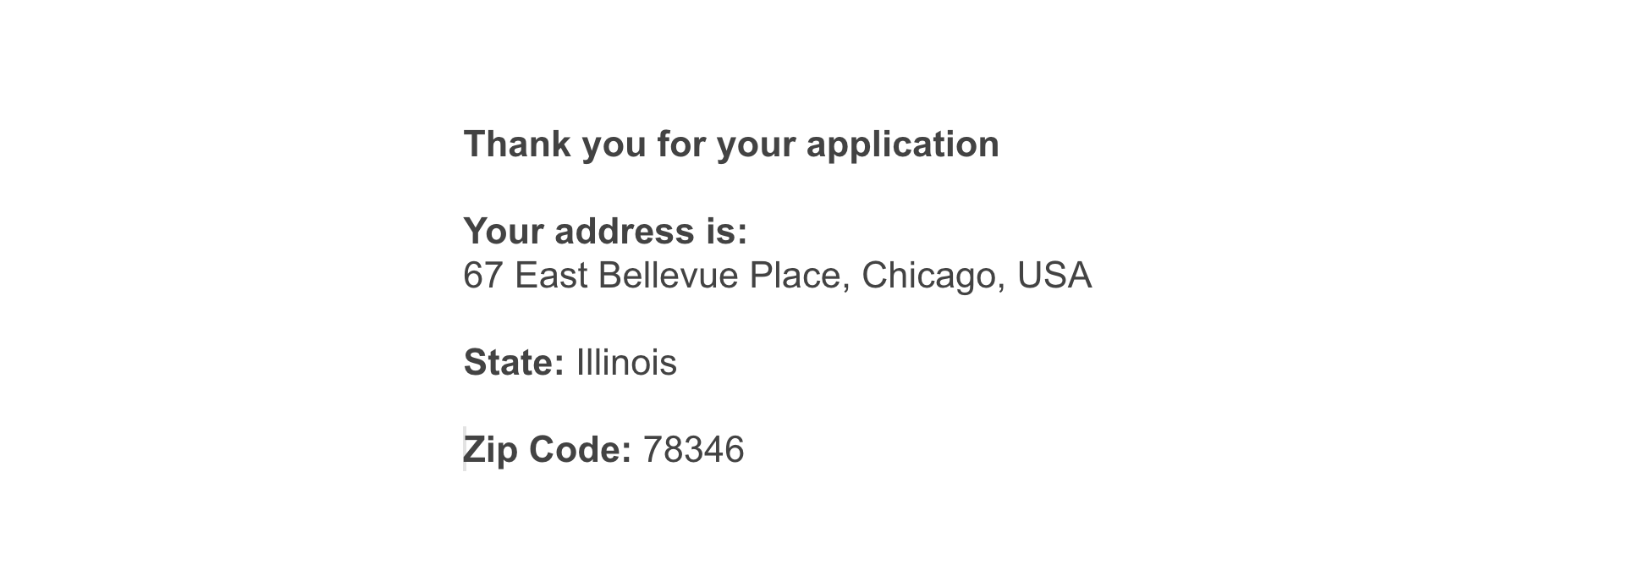 Thank you for your application
Your address is:
67 East Bellevue Place, Chicago, USA
State: Illinois
Zip Code: 78346